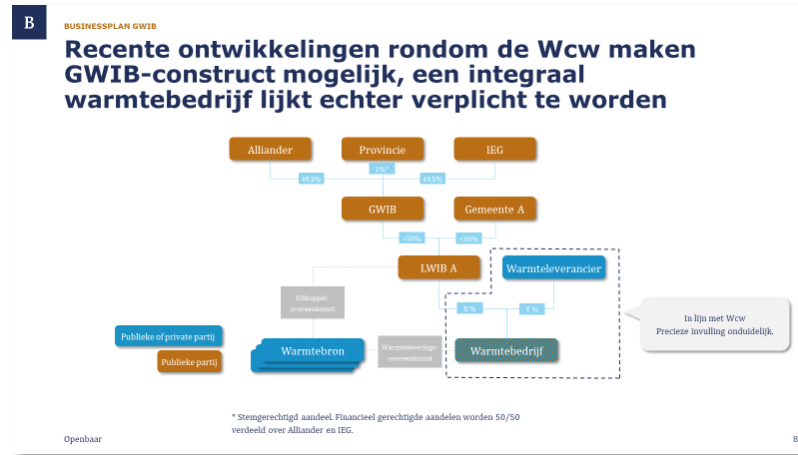 B
BUSINESSPLAN GWIB
Recente ontwikkelingen rondom de Wcw maken
GWIB-construct mogelijk, een integraal
warmtebedrijf lijkt echter verplicht te worden
Alliander
Provincie
IEG
1%*
49,5%
49,5%
GWIB
Gemeente A
>50%
<50%
LWIB A
Warmteleverancier
Uitkoppel-
overeenkomst
X %
Y %
In lijn met Wcw
Precieze invulling onduidelijk.
Publieke of private partij
Publieke partij
Warmtebron
Warmteleverings-
overeenkomst
Warmtebedrijf
* Stemgerechtigd aandeel. Financieel gerechtigde aandelen worden 50/50
verdeeld over Alliander en IEG.
Openbaar
8